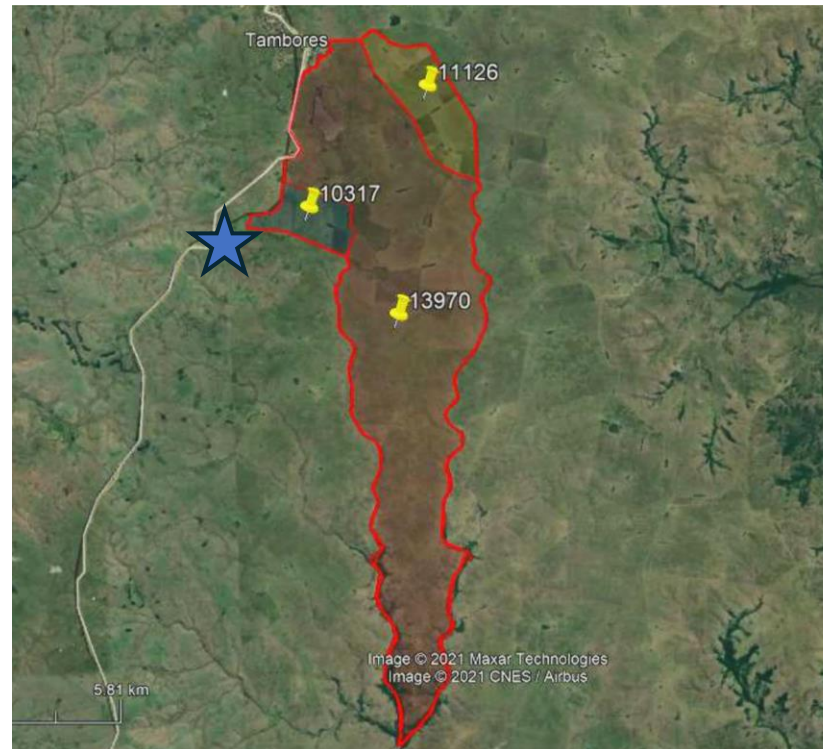 Tambores
11126
10317
13970
Image © 2021 Maxar Technologies
Image © 2021 CNES / Airbus
5.81 km